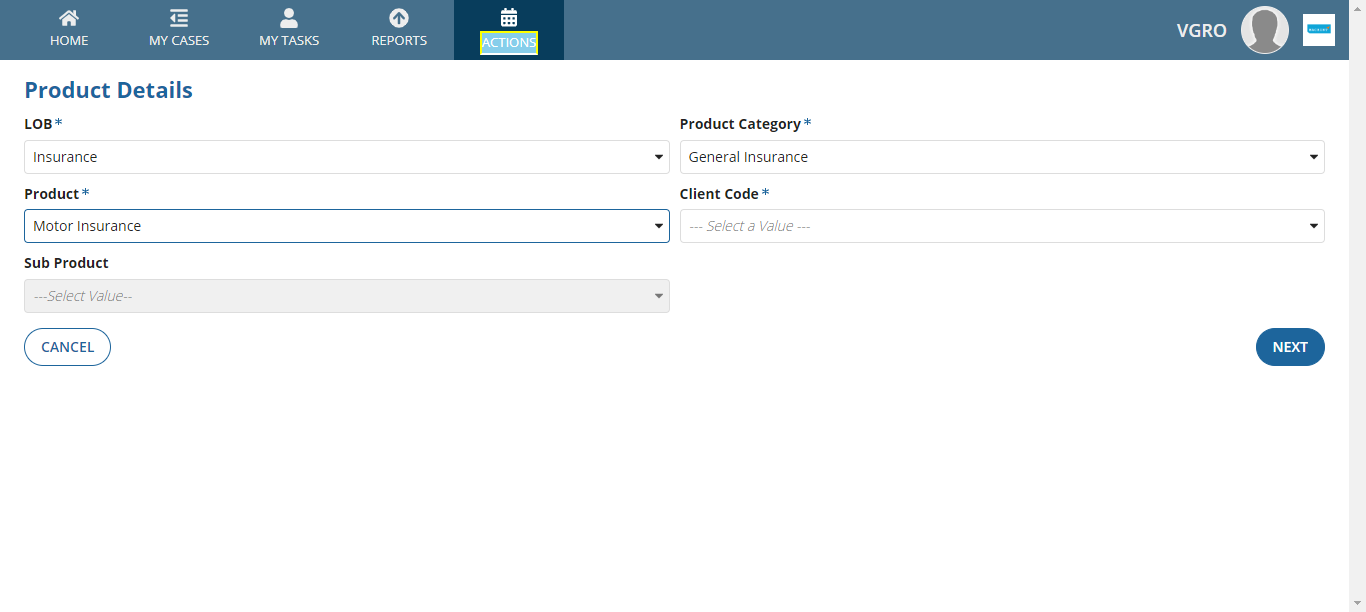 HOME
MY CASES
MY TASKS
REPORTS
ACTIONS
VGRO
Product Details
LOB*
Product Category*
Insurance
General Insurance
Product*
Client Code*
Motor Insurance
--- Select a Value ---
Sub Product
---Select Value--
CANCEL
NEXT